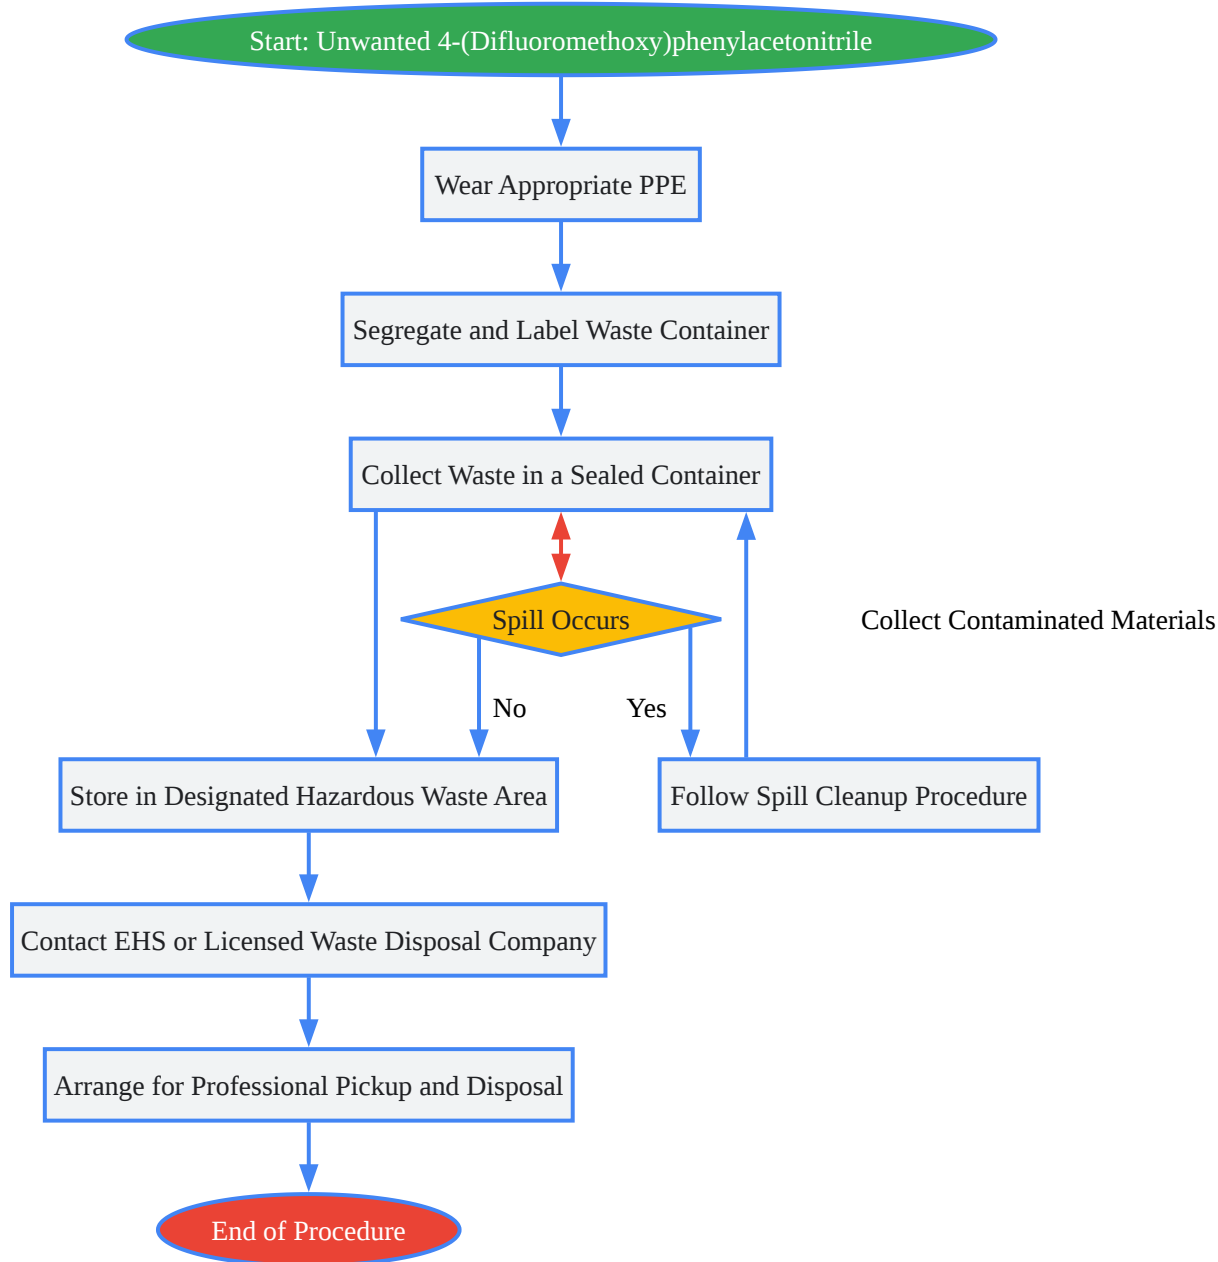 Start: Unwanted 4-(Difluoromethoxy)phenylacetonitrile
Wear Appropriate PPE
Segregate and Label Waste Container
Collect Waste in a Sealed Container
Spill Occurs
Collect Contaminated Materials
No
Yes
Store in Designated Hazardous Waste Area
Follow Spill Cleanup Procedure
Contact EHS or Licensed Waste Disposal Company
Arrange for Professional Pickup and Disposal
End of Procedure